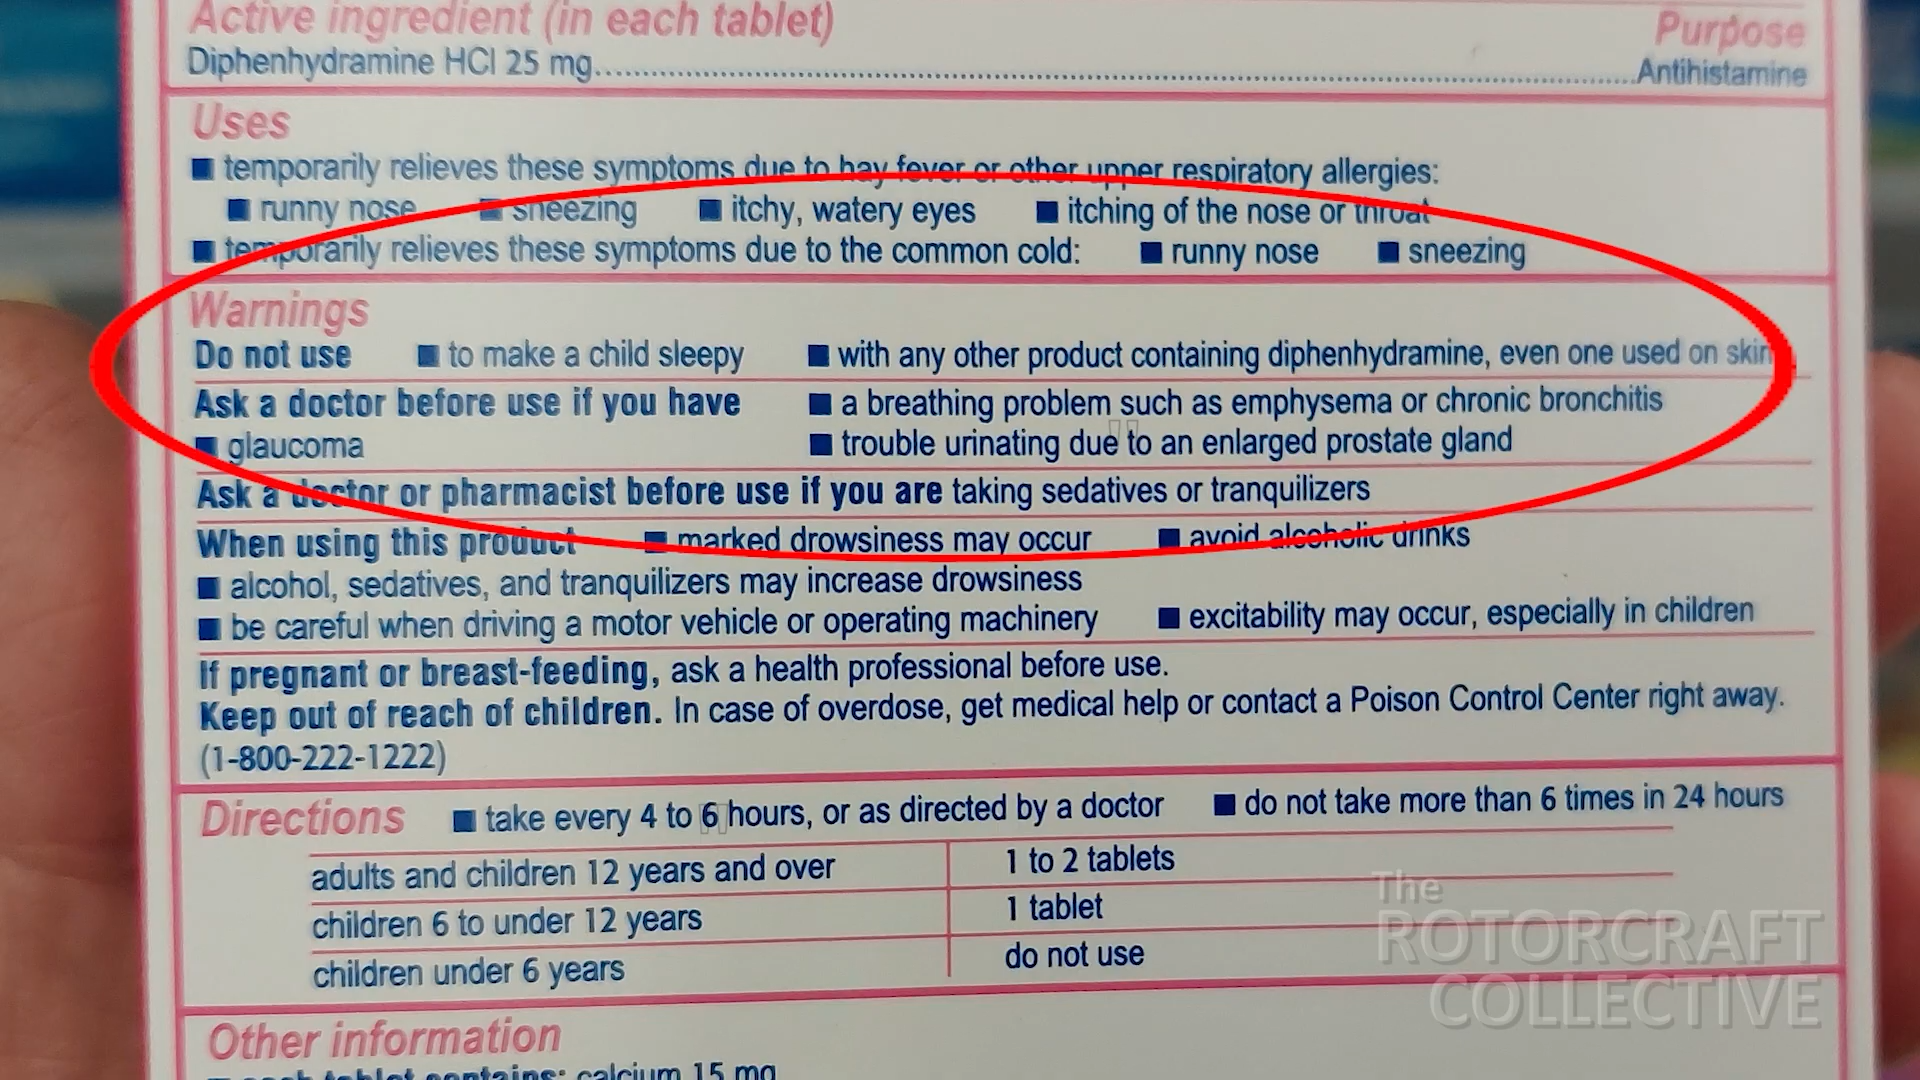 Active ingredient (in each tablet) Purpose
Diphenhydramine HCl 25 mg........................................................................................................Antihistamine
Uses
■ temporarily relieves these symptoms due to hay fever or other upper respiratory allergies:
■ runny nose ■ sneezing ■ itchy, watery eyes ■ itching of the nose or throat
■ temporarily relieves these symptoms due to the common cold: ■ runny nose ■ sneezing
Warnings
Do not use ■ to make a child sleepy ■ with any other product containing diphenhydramine, even one used on skin
Ask a doctor before use if you have ■ a breathing problem such as emphysema or chronic bronchitis
■ glaucoma ■ trouble urinating due to an enlarged prostate gland
Ask a doctor or pharmacist before use if you are taking sedatives or tranquilizers
When using this product ■ marked drowsiness may occur ■ avoid alcoholic drinks
■ alcohol, sedatives, and tranquilizers may increase drowsiness
■ be careful when driving a motor vehicle or operating machinery ■ excitability may occur, especially in children
If pregnant or breast-feeding, ask a health professional before use.
Keep out of reach of children. In case of overdose, get medical help or contact a Poison Control Center right away.
(1-800-222-1222)
Directions ■ take every 4 to 6 hours, or as directed by a doctor ■ do not take more than 6 times in 24 hours
adults and children 12 years and over 1 to 2 tablets
children 6 to under 12 years 1 tablet
children under 6 years do not use
Other information
■ each tablet contains: calcium 15 mg
The
ROTORCRAFT
COLLECTIVE